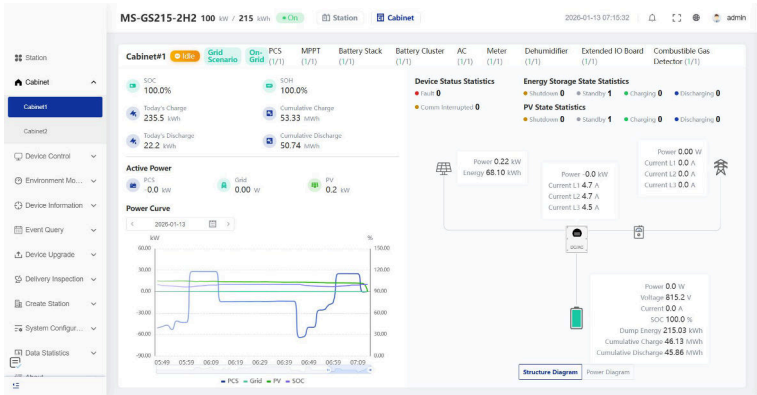 MS-GS215-2H2 100 kW / 215 kWh On Station Cabinet 2026-01-13 07:15:32 admin
Station
Cabinet
Cabinet1
Cabinet2
Device Control
Environment Mo...
Device Information
Event Query
Device Upgrade
Delivery Inspection
Create Station
System Configur...
Data Statistics
Cabinet#1 Idle Grid Scenario On-Grid
PCS (1/1)
MPPT (1/1)
Battery Stack (1/1)
Battery Cluster (1/1)
AC (1/1)
Meter (1/1)
Dehumidifier (1/1)
Extended IO Board (1/1)
Combustible Gas Detector (1/1)
SOC
100.0%
SOH
100.0%
Today's Charge
235.5 kWh
Cumulative Charge
53.33 MWh
Today's Discharge
22.2 kWh
Cumulative Discharge
50.74 MWh
Active Power
PCS
-0.0 kW
Grid
0.00 W
PV
0.2 kW
Power Curve
2026-01-13
kW %
60.00 150.00
30.00 120.00
0.00 90.00
-30.00
-60.00 30.00
-90.00 0.00
05:49 05:59 06:09 06:19 06:29 06:39 06:49 06:59 07:09
PCS Grid PV SOC
Device Status Statistics
Fault 0
Comm Interrupted 0
Energy Storage State Statistics
Shutdown 0 Standby 1 Charging 0 Discharging 0
PV State Statistics
Shutdown 0 Standby 1 Charging 0 Discharging 0
Power 0.22 kW
Energy 68.10 kWh
Power -0.0 kW
Current L1 4.7 A
Current L2 4.7 A
Current L3 4.5 A
Power 0.00 W
Current L1 0.0 A
Current L2 0.0 A
Current L3 0.0 A
DC/AC
Power 0.0 W
Voltage 815.2 V
Current 0.0 A
SOC 100.0 %
Dump Energy 215.03 kWh
Cumulative Charge 46.13 MWh
Cumulative Discharge 45.86 MWh
Structure Diagram Power Diagram